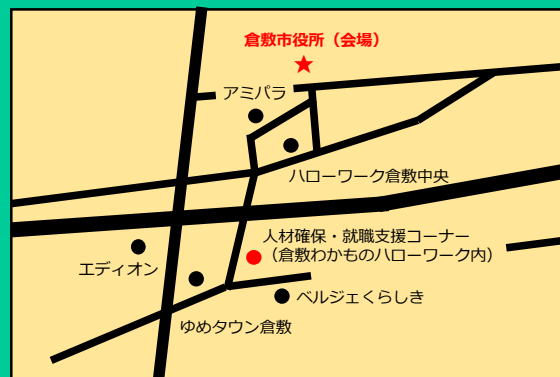 倉敷市役所（会場）
アミパラ
ハローワーク倉敷中央
人材確保・就職支援コーナー
（倉敷わかものハローワーク内）
エディオン
ベルジェくらしき
ゆめタウン倉敷